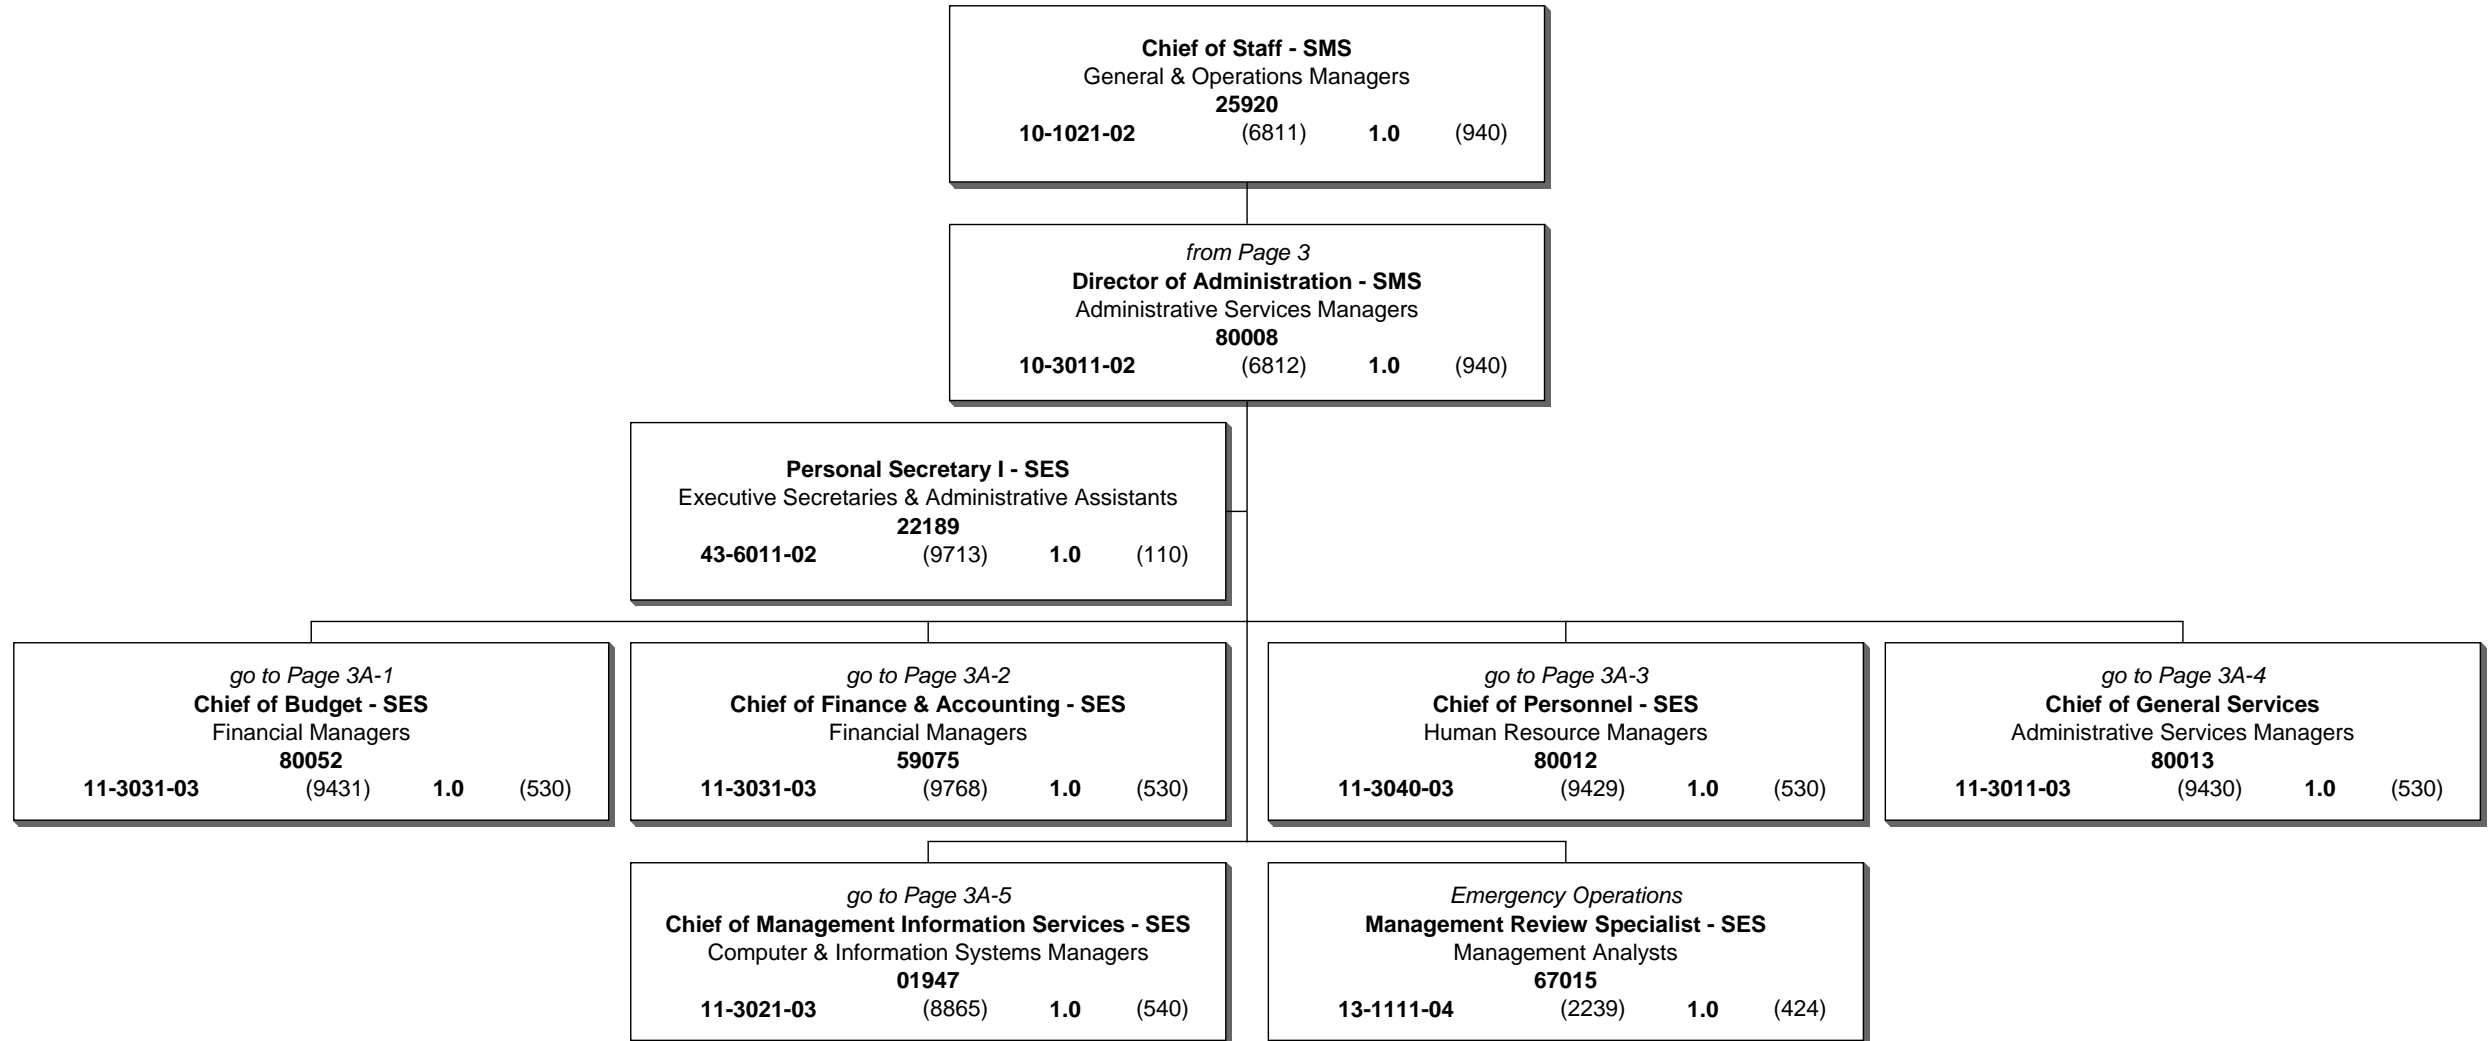 Chief of Staff - SMS
General & Operations Managers
25920
10-1021-02 (6811) 1.0 (940)
from Page 3
Director of Administration - SMS
Administrative Services Managers
80008
10-3011-02 (6812) 1.0 (940)
Personal Secretary I - SES
Executive Secretaries & Administrative Assistants
22189
43-6011-02 (9713) 1.0 (110)
go to Page 3A-1
Chief of Budget - SES
Financial Managers
80052
11-3031-03 (9431) 1.0 (530)
go to Page 3A-2
Chief of Finance & Accounting - SES
Financial Managers
59075
11-3031-03 (9768) 1.0 (530)
go to Page 3A-3
Chief of Personnel - SES
Human Resource Managers
80012
11-3040-03 (9429) 1.0 (530)
go to Page 3A-4
Chief of General Services
Administrative Services Managers
80013
11-3011-03 (9430) 1.0 (530)
go to Page 3A-5
Chief of Management Information Services - SES
Computer & Information Systems Managers
01947
11-3021-03 (8865) 1.0 (540)
Emergency Operations
Management Review Specialist - SES
Management Analysts
67015
13-1111-04 (2239) 1.0 (424)